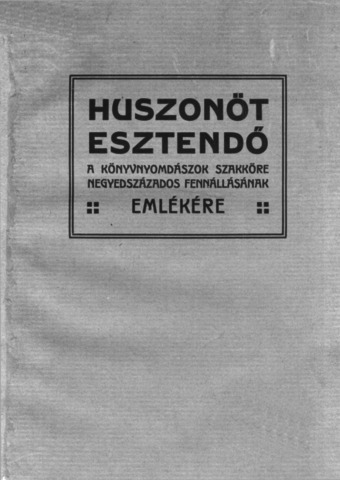 HUSZONÖT
ESZTENDŐ
A KÖNYVNYOMDÁSZOK SZAKKÖRE
NEGYEDSZÁZADOS FENNÁLLÁSÁNAK
EMLÉKÉRE